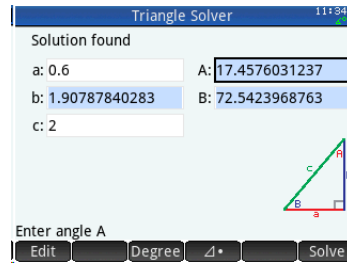 Triangle Solver 11:34
Solution found
a: 0.6 A: 17.4576031237
b: 1.90787840283 B: 72.5423968763
c: 2
c A
B
a
Enter angle A
Edit Degree ⊿• Solve